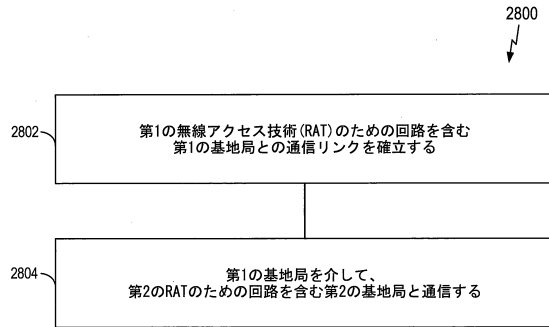 2800
2802
第1の無線アクセス技術(RAT)のための回路を含む
第1の基地局との通信リンクを確立する
2804
第1の基地局を介して、
第2のRATのための回路を含む第2の基地局と通信する